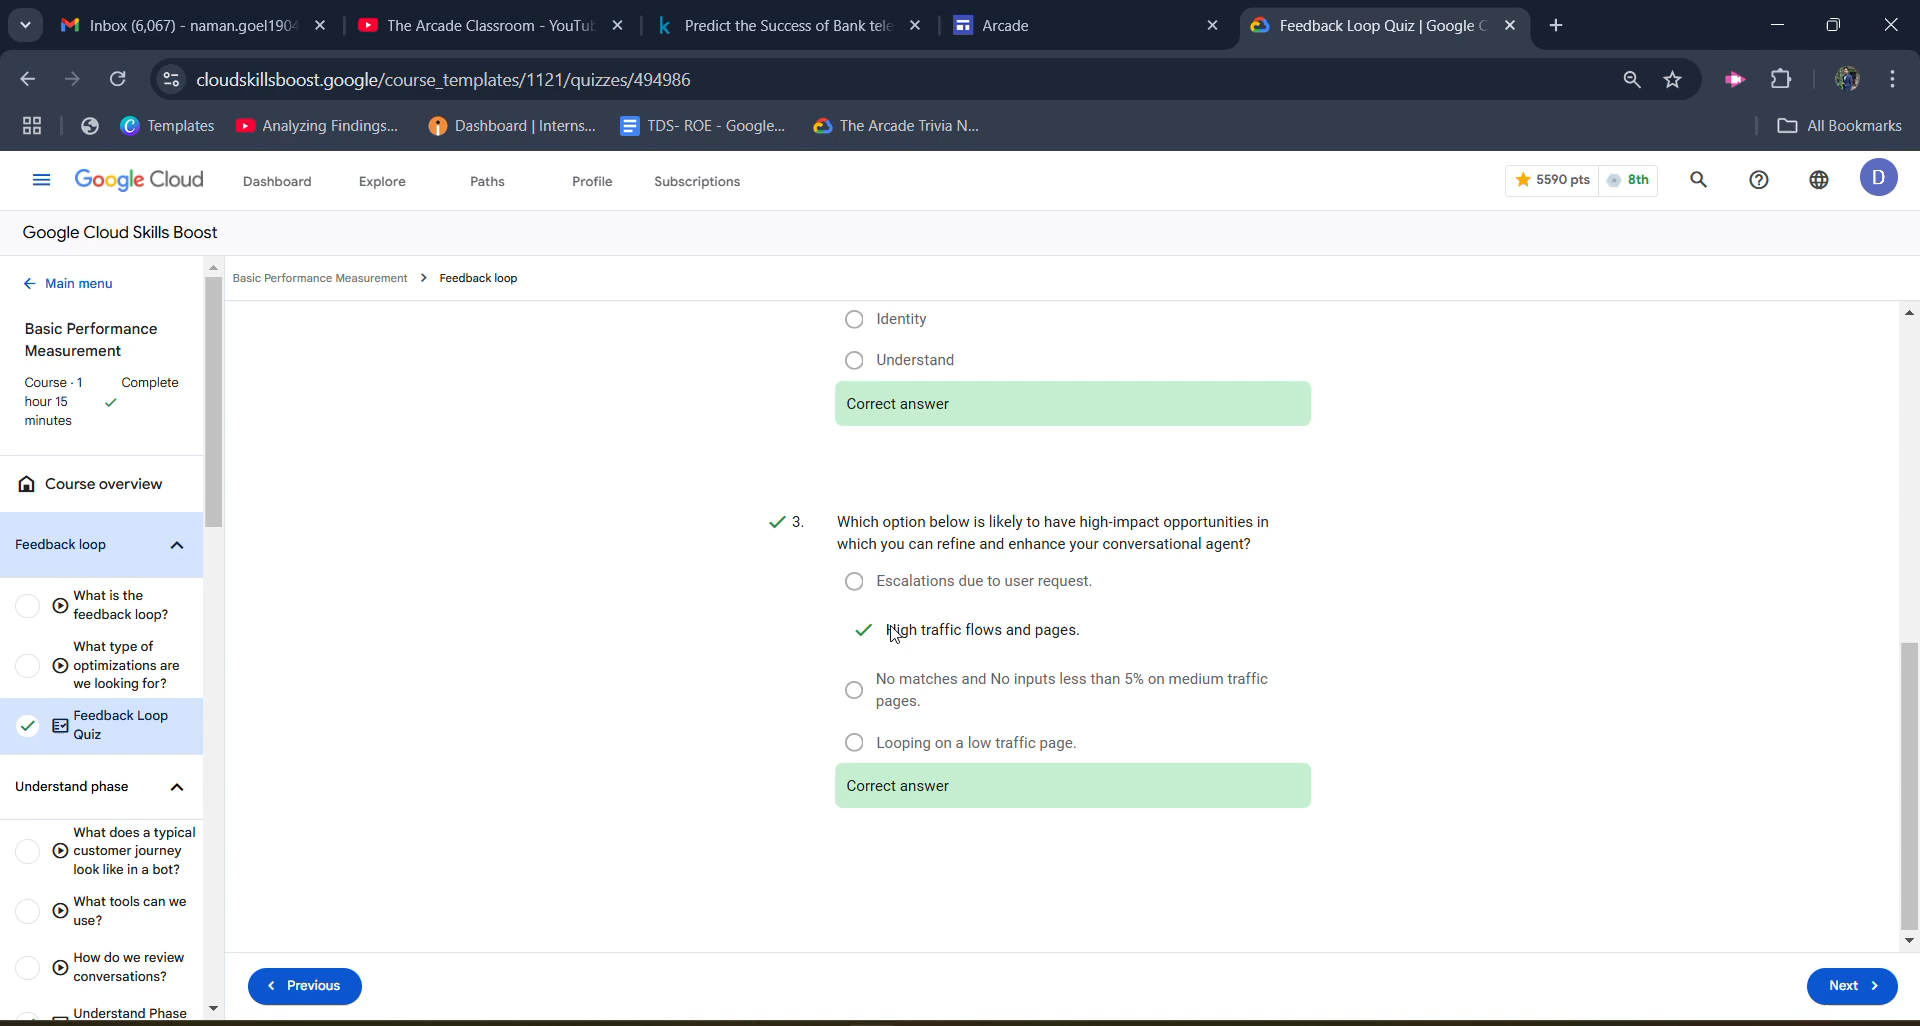 Inbox (6,067) - naman.goel1904
The Arcade Classroom - YouTub
Predict the Success of Bank tele
Arcade
Feedback Loop Quiz | Google C
cloudskillsboost.google/course_templates/1121/quizzes/494986
Templates
Analyzing Findings...
Dashboard | Interns...
TDS- ROE - Google...
The Arcade Trivia N...
All Bookmarks
Google Cloud
Dashboard
Explore
Paths
Profile
Subscriptions
5590 pts
8th
D
Google Cloud Skills Boost
Main menu
Basic Performance
Measurement
Course · 1
hour 15
minutes
Complete
Course overview
Feedback loop
What is the
feedback loop?
What type of
optimizations are
we looking for?
Feedback Loop
Quiz
Understand phase
What does a typical
customer journey
look like in a bot?
What tools can we
use?
How do we review
conversations?
Understand Phase
Basic Performance Measurement > Feedback loop
Identity
Understand
Correct answer
3. Which option below is likely to have high-impact opportunities in
which you can refine and enhance your conversational agent?
Escalations due to user request.
High traffic flows and pages.
No matches and No inputs less than 5% on medium traffic
pages.
Looping on a low traffic page.
Correct answer
Previous
Next